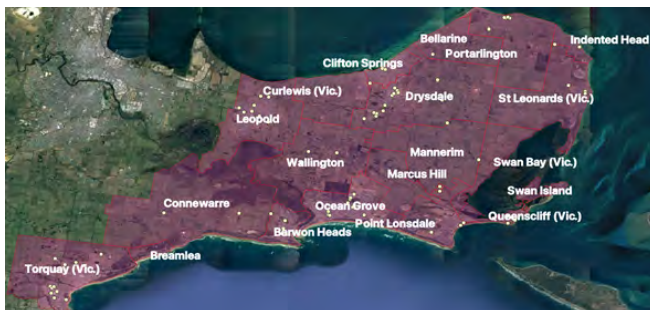 Bellarine
Indented Head
Portarlington
Clifton Springs
Curlewis (Vic.)
Drysdale
St Leonards (Vic.)
Leopold
Mannerim
Wallington
Swan Bay (Vic.)
Marcus Hill
Swan Island
Connewarre
Ocean Grove
Queenscliff (Vic.)
Point Lonsdale
Barwon Heads
Breamlea
Torquay (Vic.)